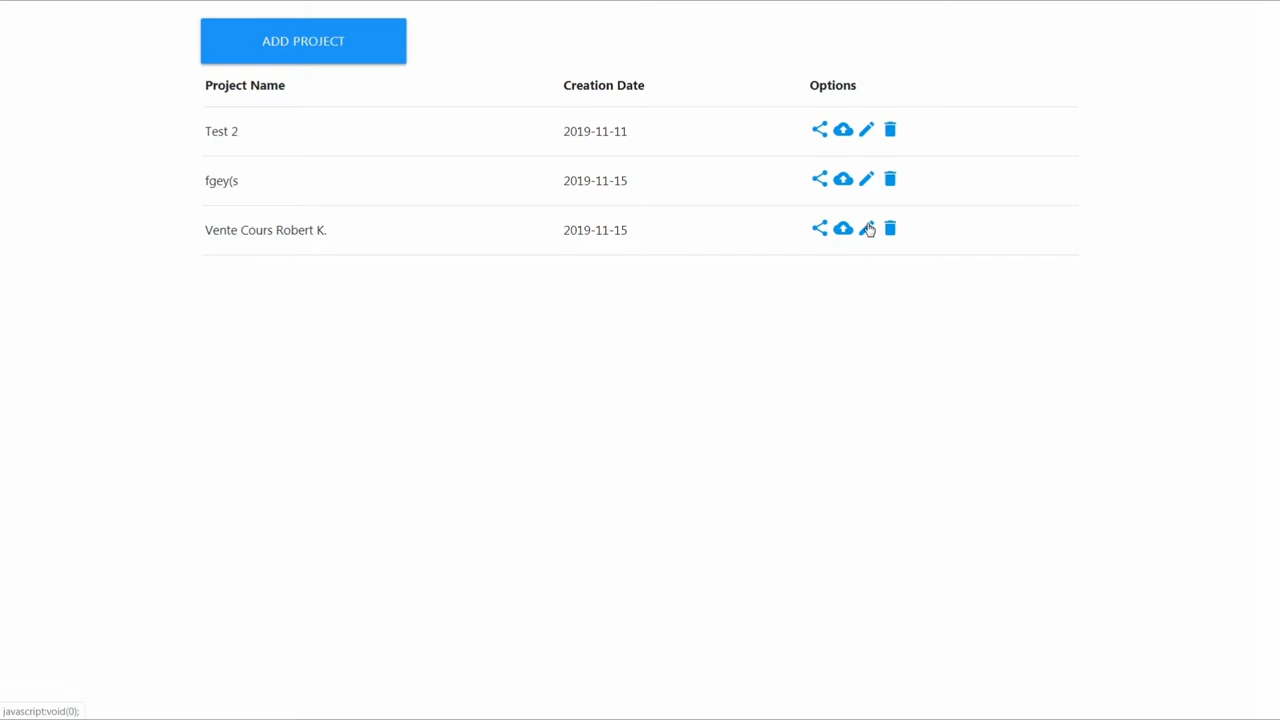 ADD PROJECT
Project Name Creation Date Options
Test 2 2019-11-11
fgey(s 2019-11-15
Vente Cours Robert K. 2019-11-15
javascript:void(0);